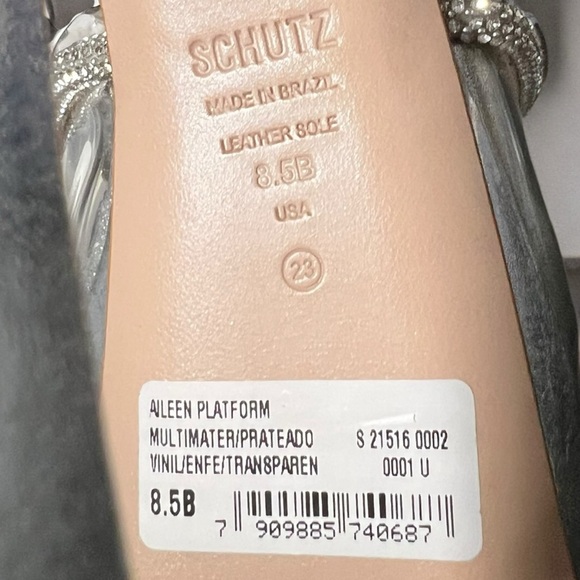 SCHUTZ
MADE IN BRAZIL
LEATHER SOLE
8.5B
USA
23
AILEEN PLATFORM
MULTIMATER/PRATEADO S 21516 0002
VINIL/ENFE/TRANSPAREN 0001 U
8.5B
7 909885 740687